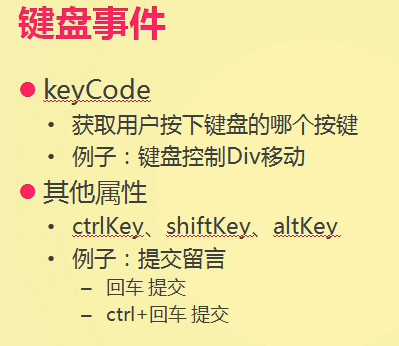 键盘事件
keyCode
获取用户按下键盘的哪个按键
例子：键盘控制Div移动
其他属性
ctrlKey、shiftKey、altKey
例子：提交留言
回车 提交
ctrl+回车 提交